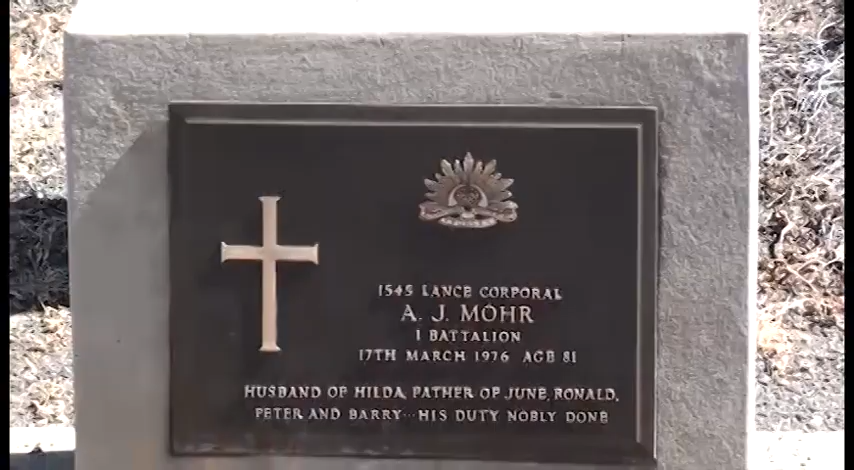 1545 LANCE CORPORAL
A. J. MOHR
1 BATTALION
17TH MARCH 1976 AGE 81
HUSBAND OF HILDA, FATHER OF JUNE, RONALD,
PETER AND BARRY···HIS DUTY NOBLY DONE